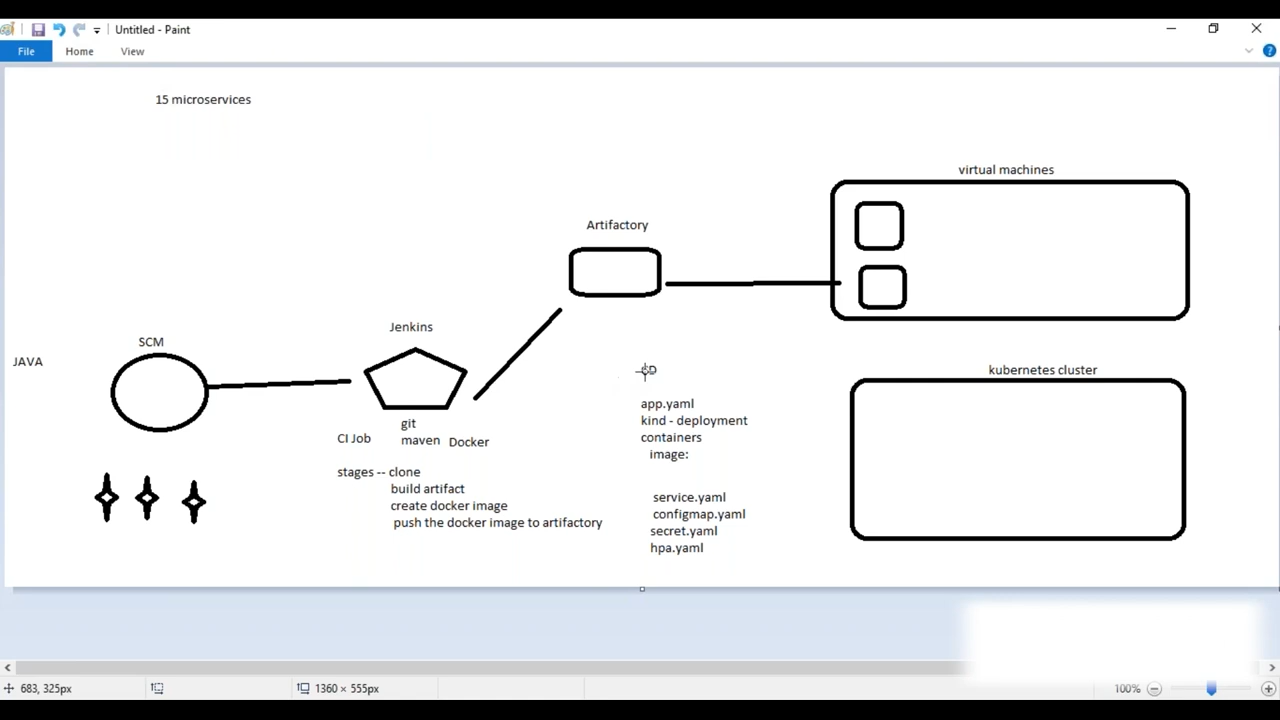 Untitled - Paint
File Home View
15 microservices
virtual machines
Artifactory
Jenkins
SCM
JAVA
CD
kubernetes cluster
app.yaml
kind - deployment
containers
image:
git
CI Job
maven
Docker
stages -- clone
build artifact
create docker image
push the docker image to artifactory
service.yaml
configmap.yaml
secret.yaml
hpa.yaml
683, 325px
1360 × 555px
100%